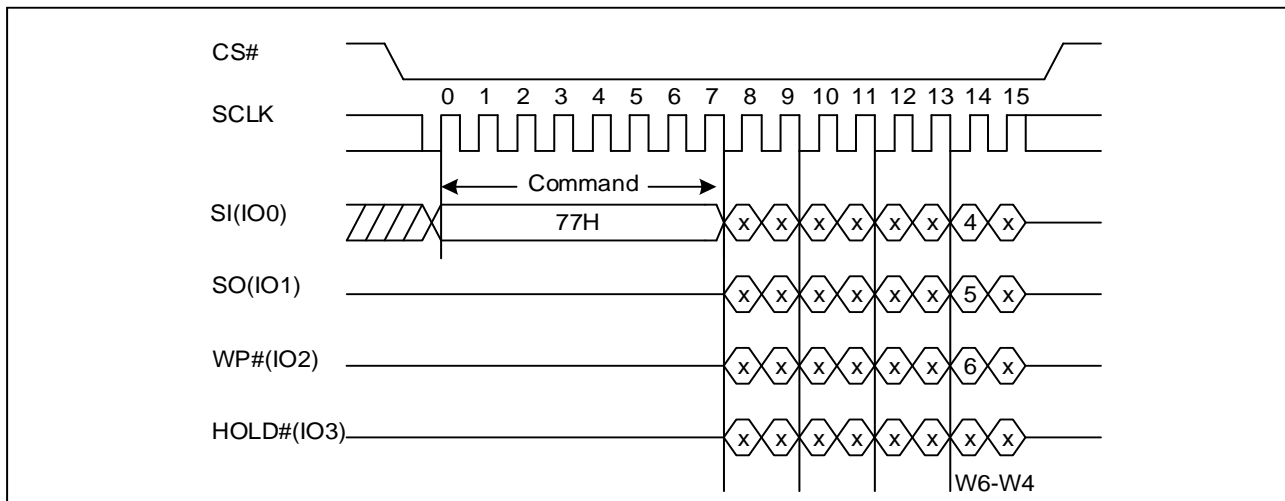 CS#
0 1 2 3 4 5 6 7 8 9 10 11 12 13 14 15
SCLK
Command
SI(IO0) 77H x x x x x x 4 x
SO(IO1) x x x x x x 5 x
WP#(IO2) x x x x x x 6 x
HOLD#(IO3) x x x x x x x x
W6-W4